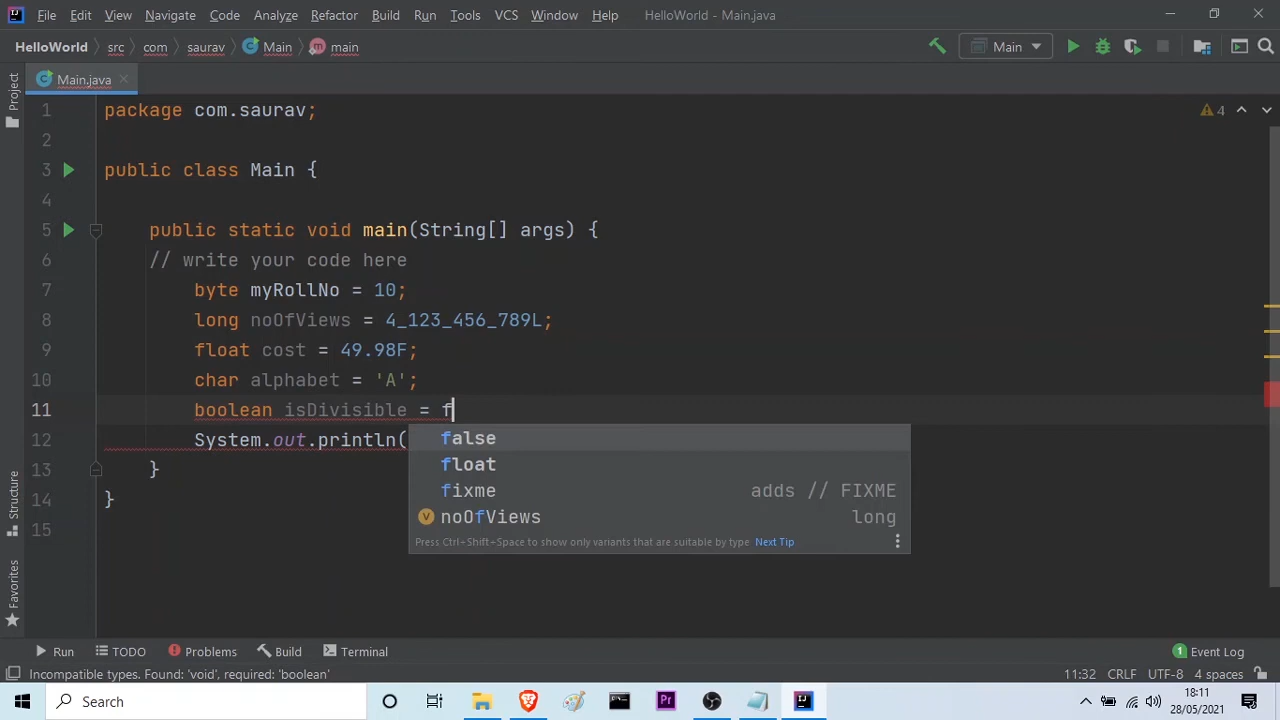 File Edit View Navigate Code Analyze Refactor Build Run Tools VCS Window Help HelloWorld - Main.java
HelloWorld src com saurav Main main Main
Main.java
Project
1 package com.saurav; 4
2
3 public class Main {
4
5 public static void main(String[] args) {
6 // write your code here
7 byte myRollNo = 10;
8 long noOfViews = 4_123_456_789L;
9 float cost = 49.98F;
10 char alphabet = 'A';
11 boolean isDivisible = f
12 System.out.println(
false
13 }
float
14 }
fixme adds // FIXME
noOfViews long
15
Press Ctrl+Shift+Space to show only variants that are suitable by type Next Tip
Structure
Favorites
Run TODO Problems Build Terminal 1 Event Log
Incompatible types. Found: 'void', required: 'boolean' 11:32 CRLF UTF-8 4 spaces
Search Pr 18:11
28/05/2021